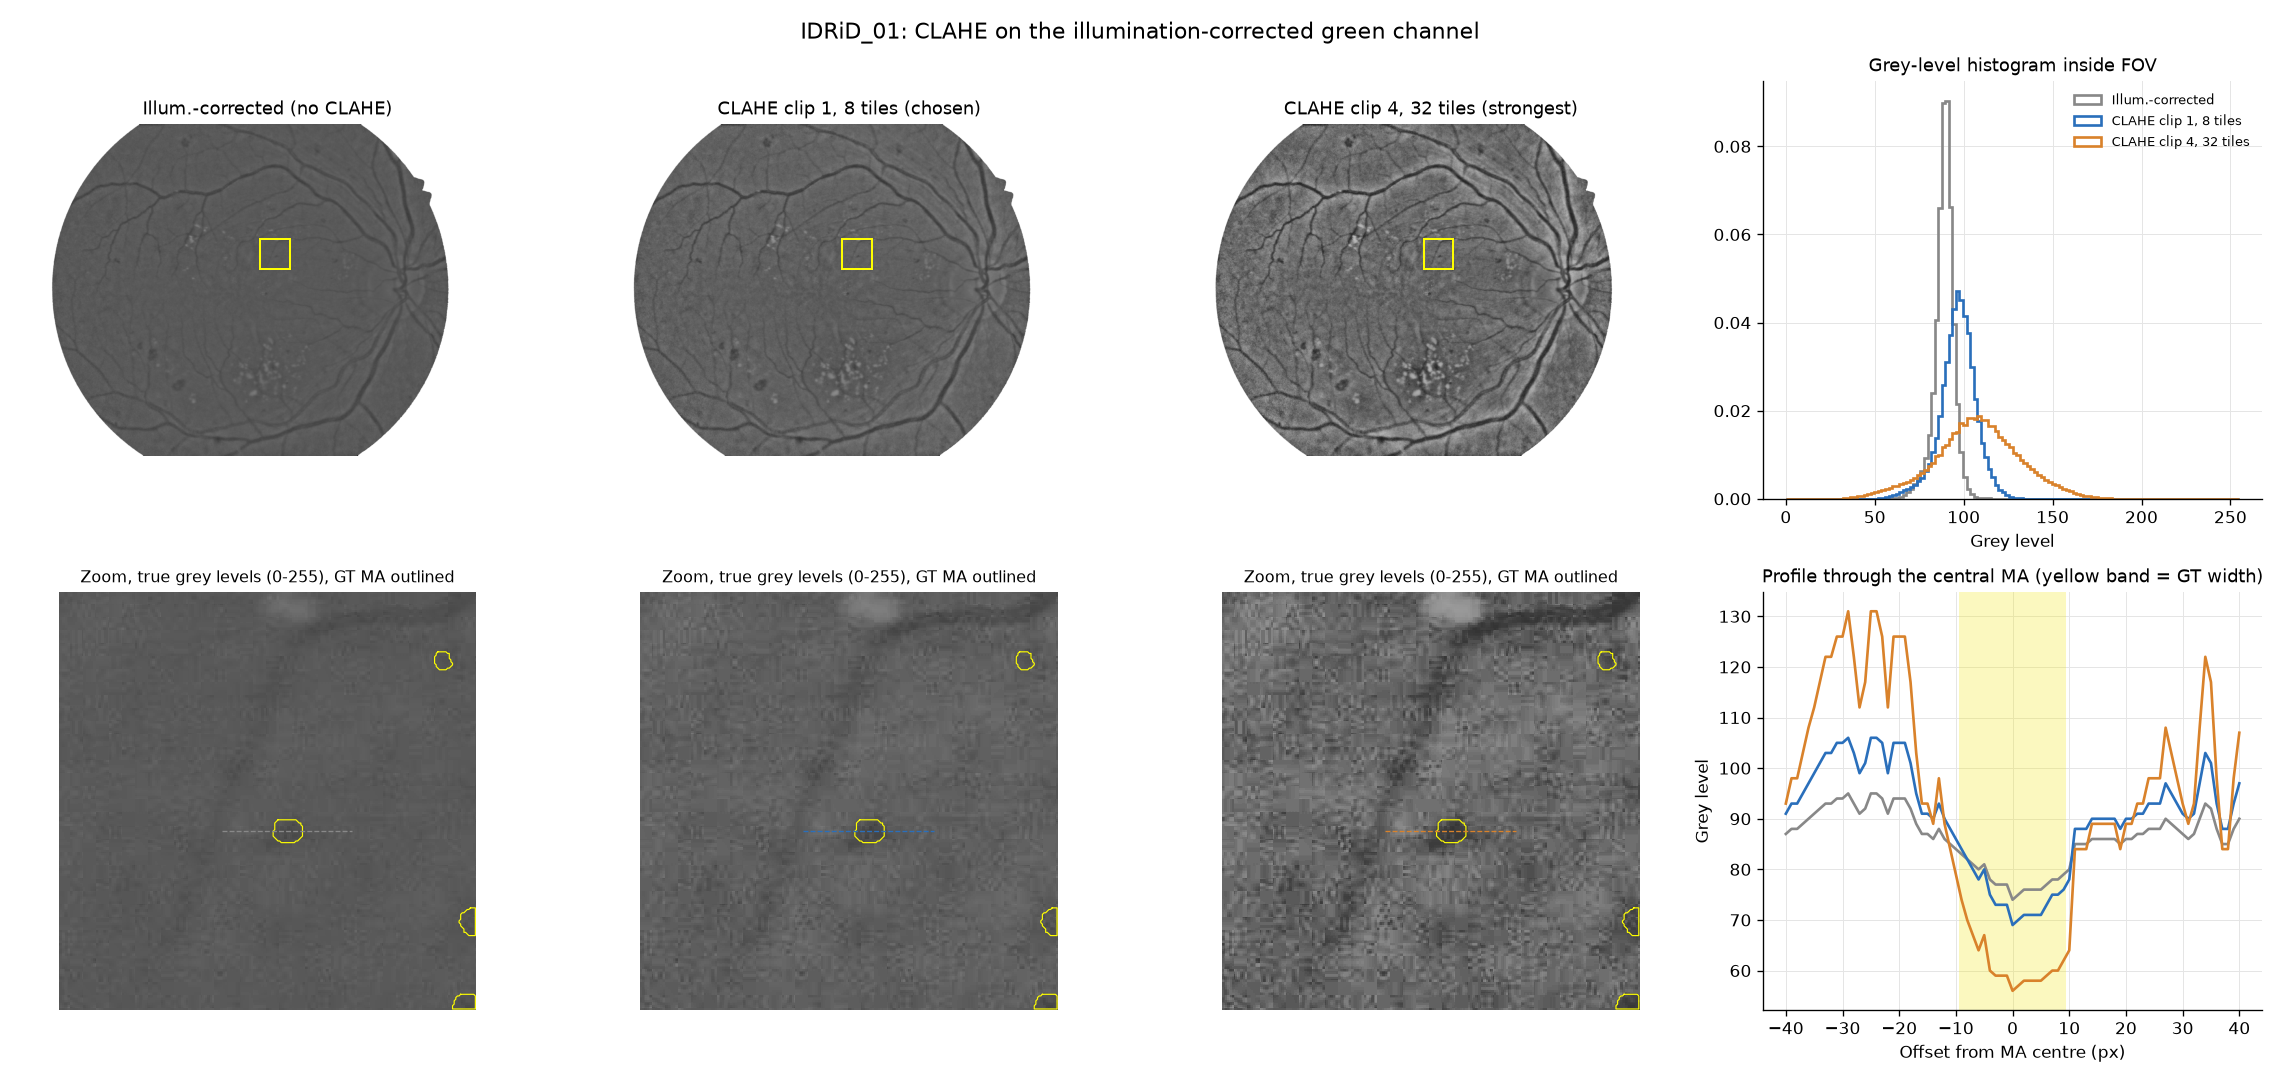 IDRiD_01: CLAHE on the illumination-corrected green channel
Illum.-corrected (no CLAHE)
CLAHE clip 1, 8 tiles (chosen)
CLAHE clip 4, 32 tiles (strongest)
Grey-level histogram inside FOV
Illum.-corrected
CLAHE clip 1, 8 tiles
CLAHE clip 4, 32 tiles
0.08
0.06
0.04
0.02
0.00
0 50 100 150 200 250
Grey level
Zoom, true grey levels (0-255), GT MA outlined
Zoom, true grey levels (0-255), GT MA outlined
Zoom, true grey levels (0-255), GT MA outlined
Profile through the central MA (yellow band = GT width)
Grey level
130
120
110
100
90
80
70
60
−40 −30 −20 −10 0 10 20 30 40
Offset from MA centre (px)